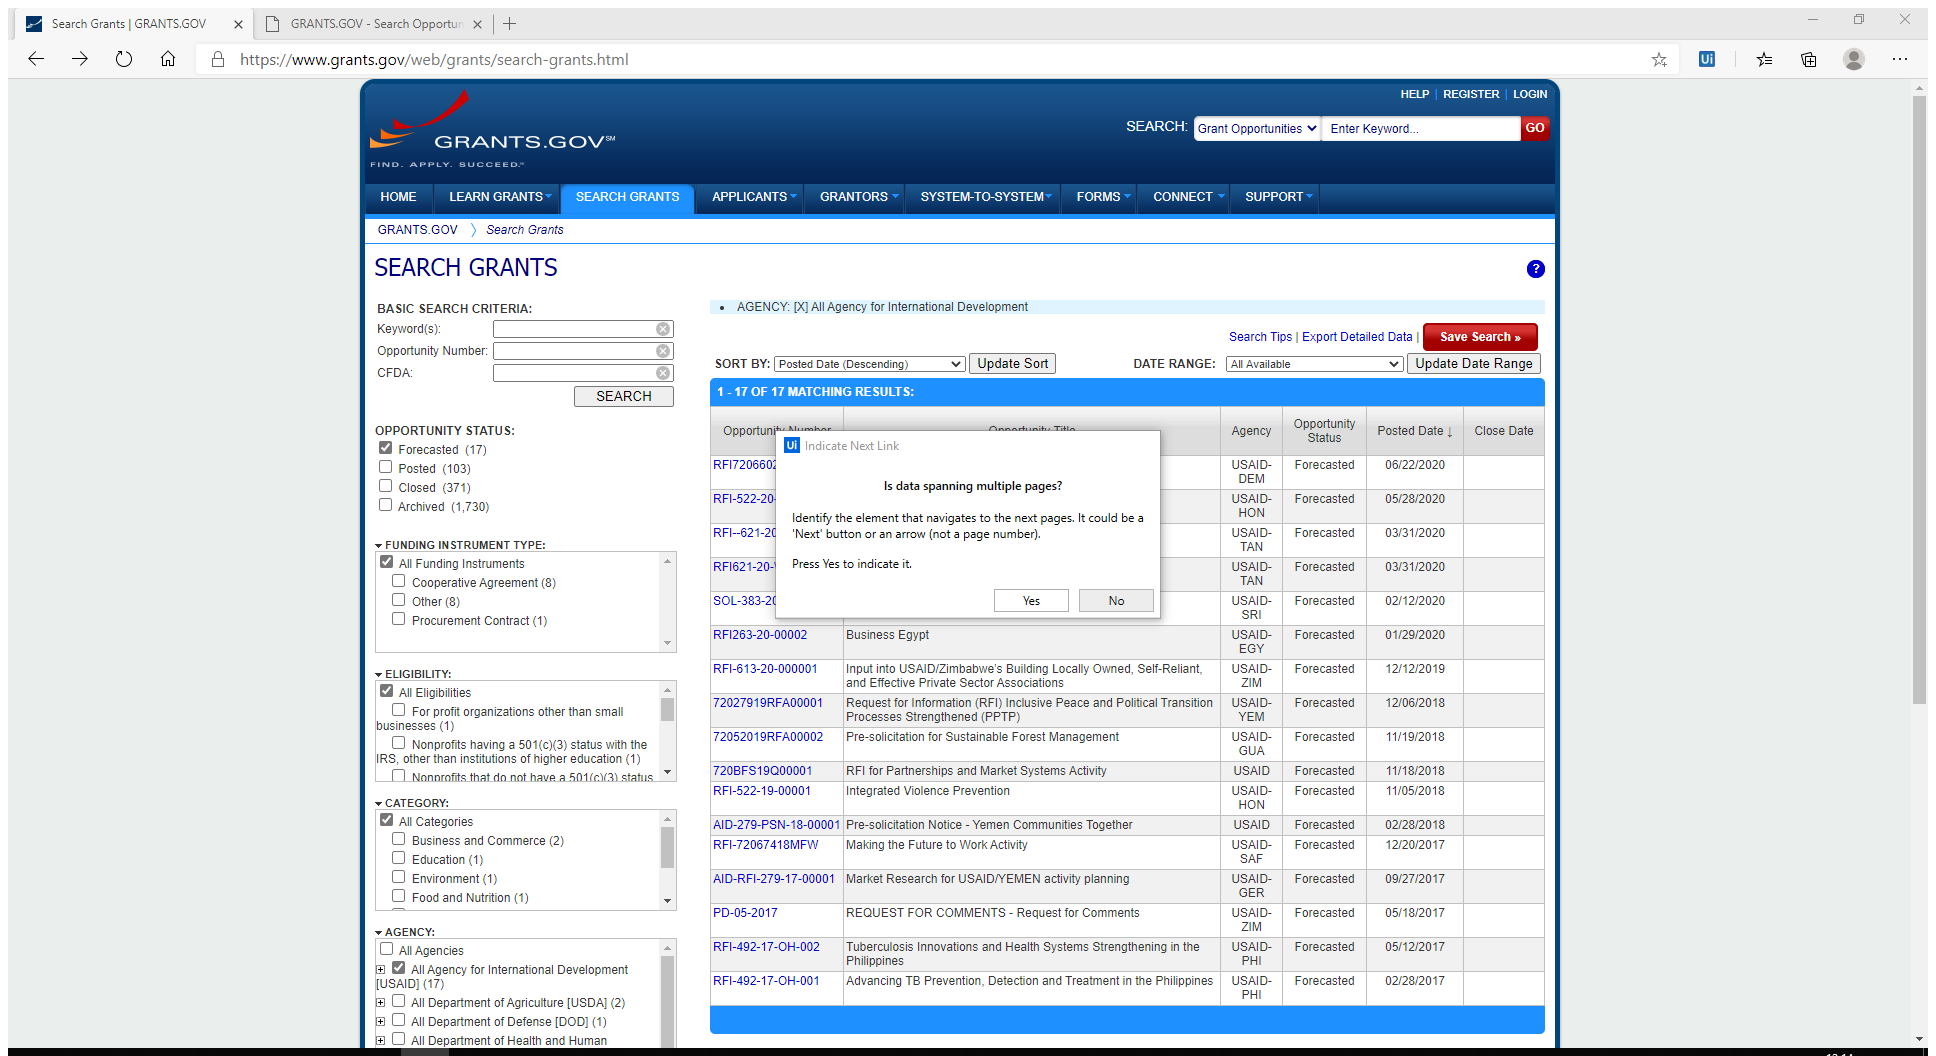 Search Grants | GRANTS.GOV
GRANTS.GOV - Search Opportun
https://www.grants.gov/web/grants/search-grants.html
Ui
HELP | REGISTER | LOGIN
SEARCH: Grant Opportunities Enter Keyword... GO
GRANTS.GOV℠
FIND. APPLY. SUCCEED.℠
HOME LEARN GRANTS SEARCH GRANTS APPLICANTS GRANTORS SYSTEM-TO-SYSTEM FORMS CONNECT SUPPORT
GRANTS.GOV 〉 Search Grants
SEARCH GRANTS
?
BASIC SEARCH CRITERIA:
Keyword(s):
Opportunity Number:
CFDA:
SEARCH
OPPORTUNITY STATUS:
Forecasted (17)
Posted (103)
Closed (371)
Archived (1,730)
FUNDING INSTRUMENT TYPE:
All Funding Instruments
Cooperative Agreement (8)
Other (8)
Procurement Contract (1)
ELIGIBILITY:
All Eligibilities
For profit organizations other than small
businesses (1)
Nonprofits having a 501(c)(3) status with the
IRS, other than institutions of higher education (1)
Nonprofits that do not have a 501(c)(3) status
CATEGORY:
All Categories
Business and Commerce (2)
Education (1)
Environment (1)
Food and Nutrition (1)
AGENCY:
All Agencies
All Agency for International Development
[USAID] (17)
All Department of Agriculture [USDA] (2)
All Department of Defense [DOD] (1)
All Department of Health and Human
• AGENCY: [X] All Agency for International Development
Search Tips | Export Detailed Data | Save Search »
SORT BY: Posted Date (Descending) Update Sort DATE RANGE: All Available Update Date Range
1 - 17 OF 17 MATCHING RESULTS:
Opportunity Number Opportunity Title Agency Opportunity Status Posted Date ↓ Close Date
RFI7206602 USAID-DEM Forecasted 06/22/2020
RFI-522-20- USAID-HON Forecasted 05/28/2020
RFI--621-20 USAID-TAN Forecasted 03/31/2020
RFI621-20- USAID-TAN Forecasted 03/31/2020
SOL-383-20 USAID-SRI Forecasted 02/12/2020
Ui Indicate Next Link
Is data spanning multiple pages?
Identify the element that navigates to the next pages. It could be a
'Next' button or an arrow (not a page number).
Press Yes to indicate it.
Yes No
RFI263-20-00002 Business Egypt USAID-EGY Forecasted 01/29/2020
RFI-613-20-000001 Input into USAID/Zimbabwe's Building Locally Owned, Self-Reliant, and Effective Private Sector Associations USAID-ZIM Forecasted 12/12/2019
72027919RFA00001 Request for Information (RFI) Inclusive Peace and Political Transition Processes Strengthened (PPTP) USAID-YEM Forecasted 12/06/2018
72052019RFA00002 Pre-solicitation for Sustainable Forest Management USAID-GUA Forecasted 11/19/2018
720BFS19Q00001 RFI for Partnerships and Market Systems Activity USAID Forecasted 11/18/2018
RFI-522-19-00001 Integrated Violence Prevention USAID-HON Forecasted 11/05/2018
AID-279-PSN-18-00001 Pre-solicitation Notice - Yemen Communities Together USAID Forecasted 02/28/2018
RFI-72067418MFW Making the Future to Work Activity USAID-SAF Forecasted 12/20/2017
AID-RFI-279-17-00001 Market Research for USAID/YEMEN activity planning USAID-GER Forecasted 09/27/2017
PD-05-2017 REQUEST FOR COMMENTS - Request for Comments USAID-ZIM Forecasted 05/18/2017
RFI-492-17-OH-002 Tuberculosis Innovations and Health Systems Strengthening in the Philippines USAID-PHI Forecasted 05/12/2017
RFI-492-17-OH-001 Advancing TB Prevention, Detection and Treatment in the Philippines USAID-PHI Forecasted 02/28/2017